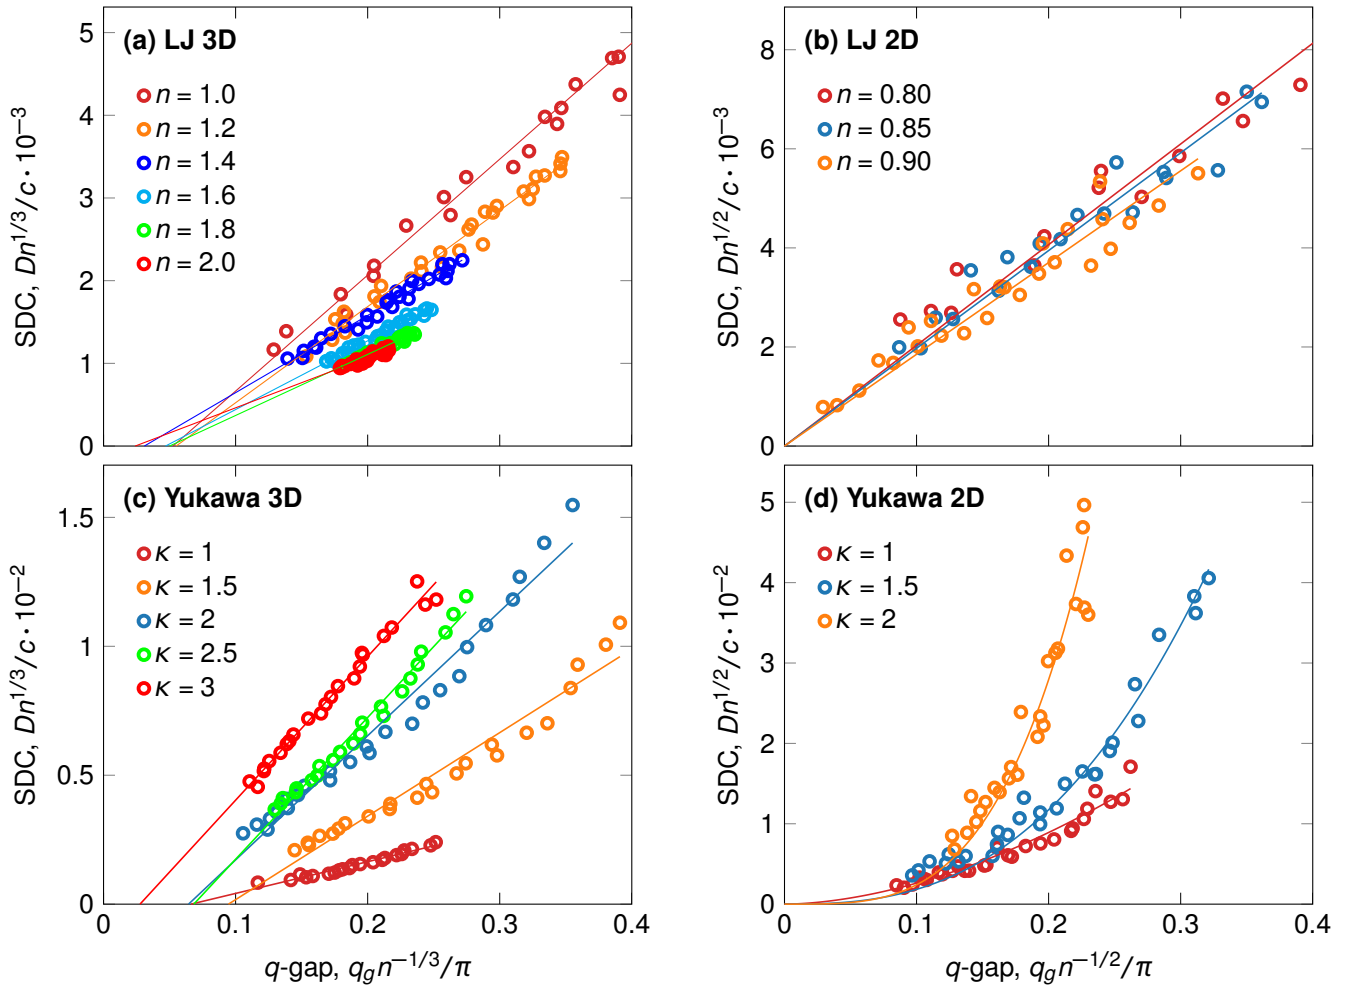 (a) LJ 3D
n = 1.0
n = 1.2
n = 1.4
n = 1.6
n = 1.8
n = 2.0
SDC, Dn^{1/3}/c · 10^{−3}
5
4
3
2
1
0
(b) LJ 2D
n = 0.80
n = 0.85
n = 0.90
SDC, Dn^{1/2}/c · 10^{−3}
8
6
4
2
0
(c) Yukawa 3D
κ = 1
κ = 1.5
κ = 2
κ = 2.5
κ = 3
SDC, Dn^{1/3}/c · 10^{−2}
1.5
1
0.5
0
0 0.1 0.2 0.3 0.4
q-gap, q_g n^{−1/3}/π
(d) Yukawa 2D
κ = 1
κ = 1.5
κ = 2
SDC, Dn^{1/2}/c · 10^{−2}
5
4
3
2
1
0
0 0.1 0.2 0.3 0.4
q-gap, q_g n^{−1/2}/π